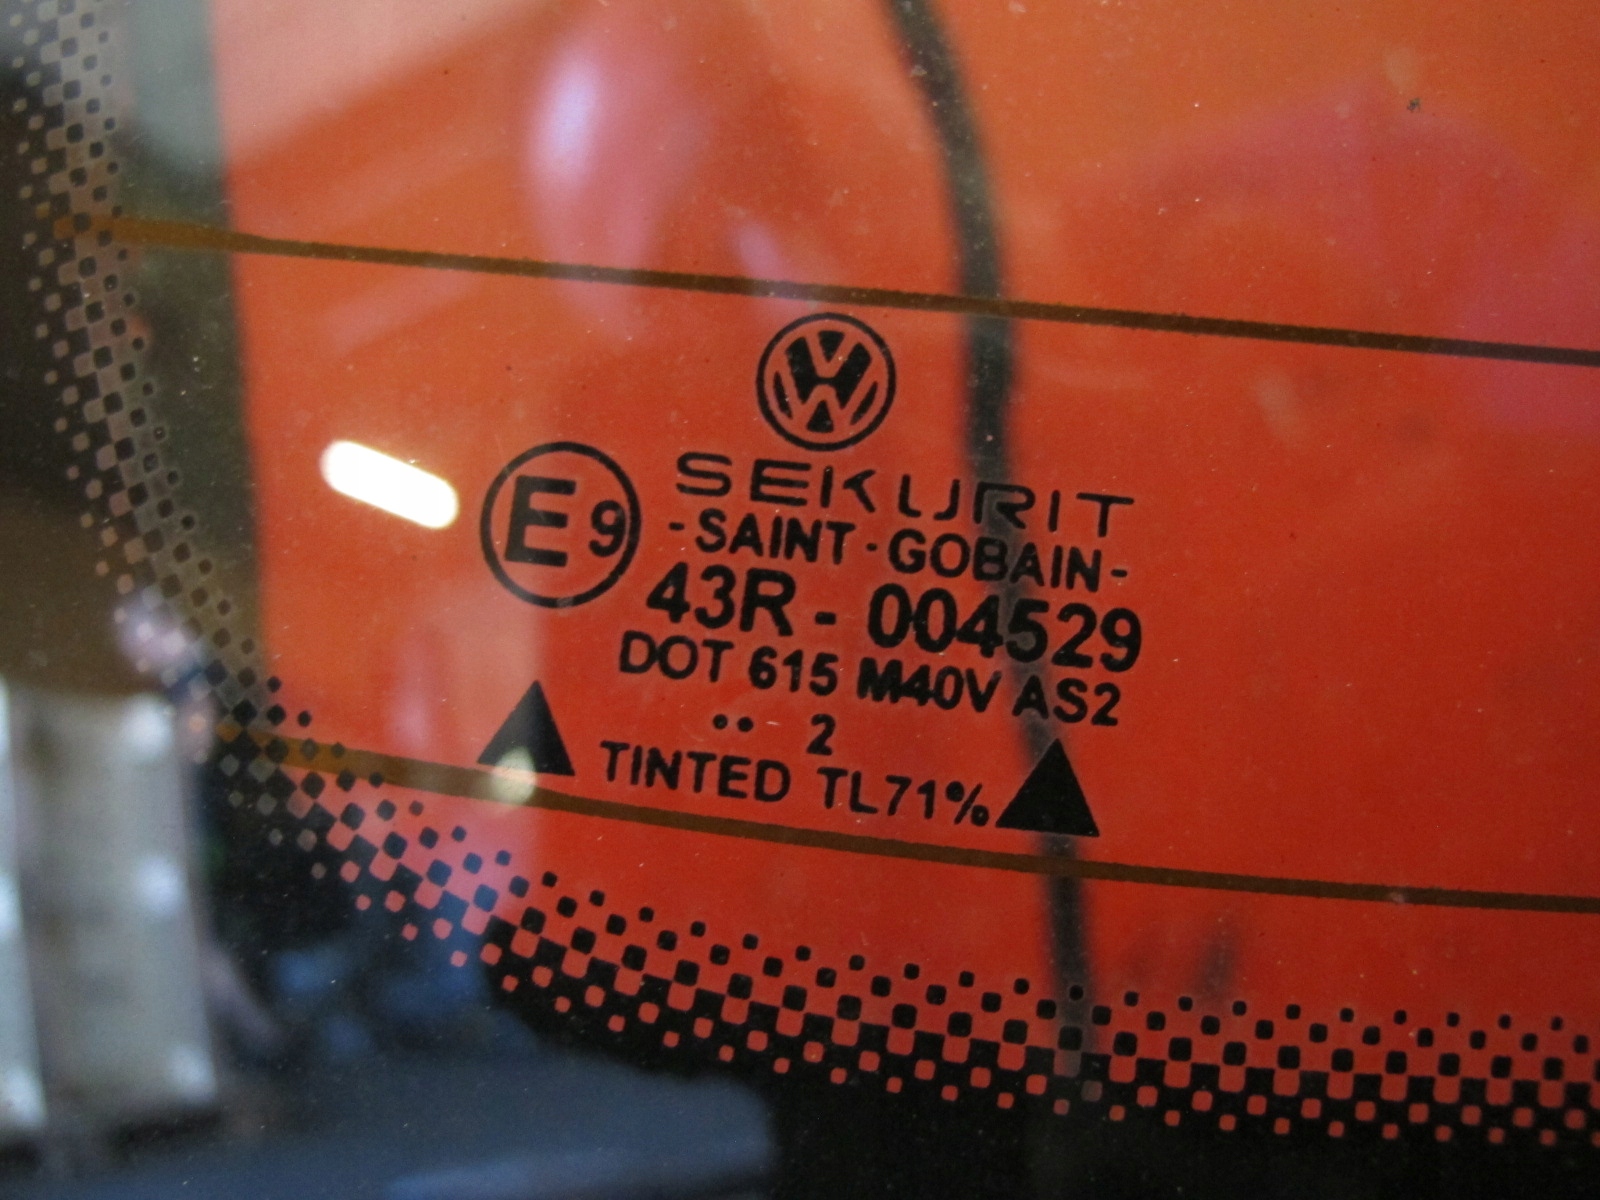 SEKURIT
E9
-SAINT-GOBAIN-
43R - 004529
DOT 615 M40V AS2
.. 2
TINTED TL71%